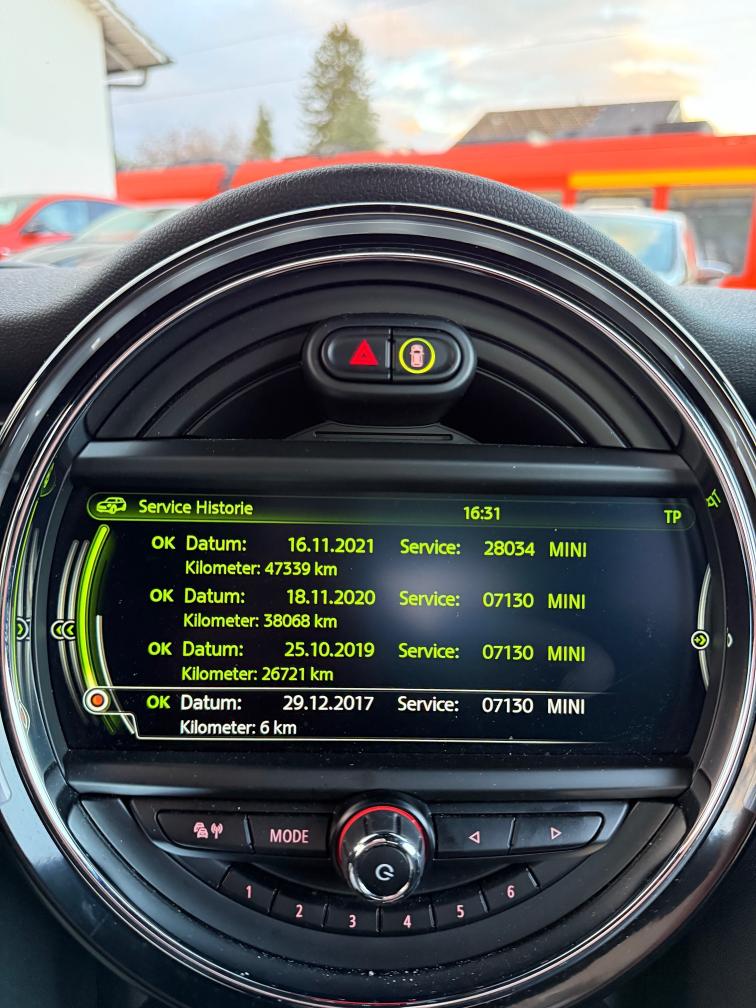 Service Historie 16:31 TP
OK Datum: 16.11.2021 Service: 28034 MINI
Kilometer: 47339 km
OK Datum: 18.11.2020 Service: 07130 MINI
Kilometer: 38068 km
OK Datum: 25.10.2019 Service: 07130 MINI
Kilometer: 26721 km
OK Datum: 29.12.2017 Service: 07130 MINI
Kilometer: 6 km
MODE
1 2 3 4 5 6